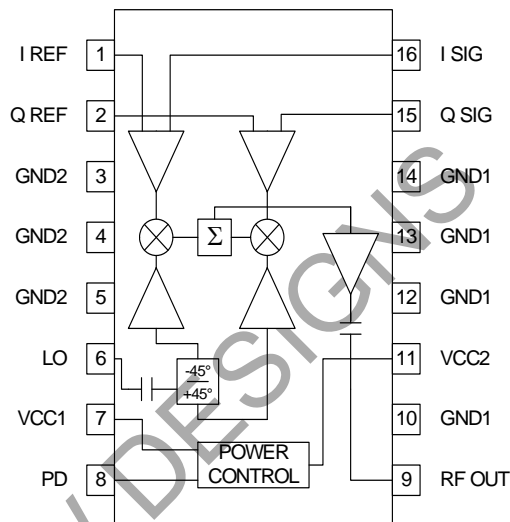 I REF 1 16 I SIG
Q REF 2 15 Q SIG
GND2 3 14 GND1
GND2 4 Σ 13 GND1
GND2 5 12 GND1
LO 6 -45° 11 VCC2
+45°
VCC1 7 10 GND1
POWER
CONTROL
PD 8 9 RF OUT
DESIGNS